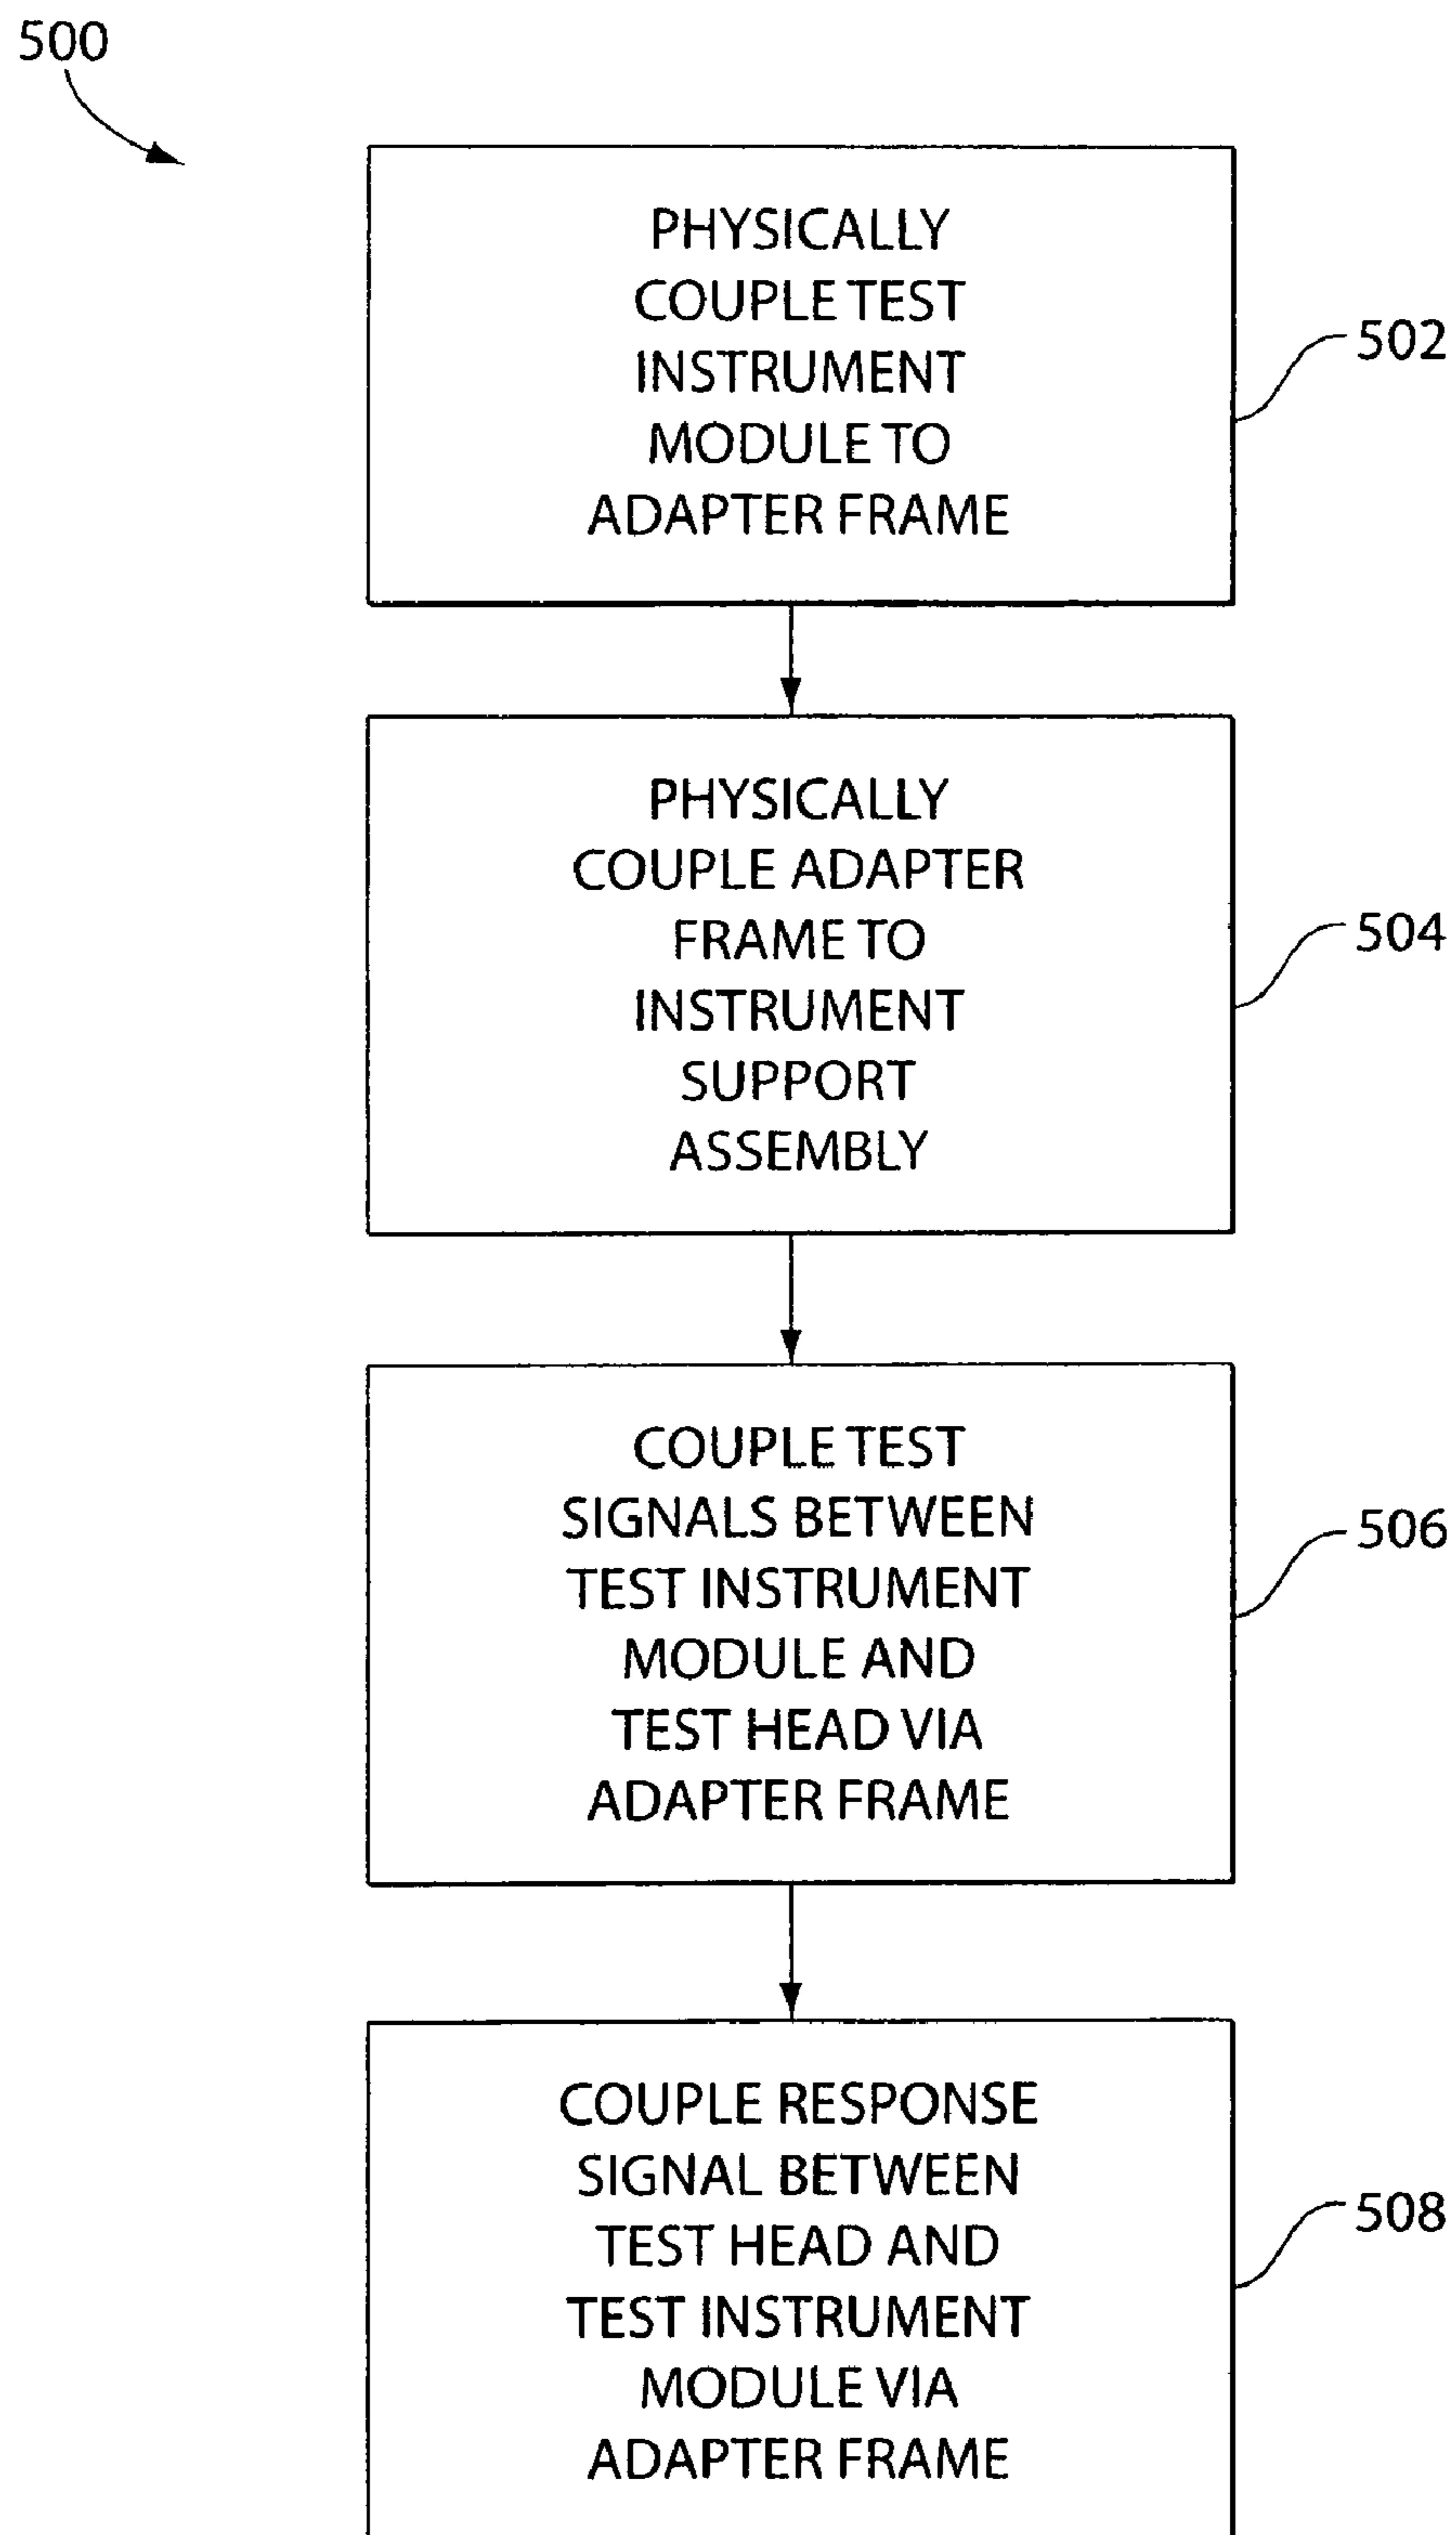 500
PHYSICALLY
COUPLE TEST
INSTRUMENT
MODULE TO
ADAPTER FRAME
502
PHYSICALLY
COUPLE ADAPTER
FRAME TO
INSTRUMENT
SUPPORT
ASSEMBLY
504
COUPLE TEST
SIGNALS BETWEEN
TEST INSTRUMENT
MODULE AND
TEST HEAD VIA
ADAPTER FRAME
506
COUPLE RESPONSE
SIGNAL BETWEEN
TEST HEAD AND
TEST INSTRUMENT
MODULE VIA
ADAPTER FRAME
508